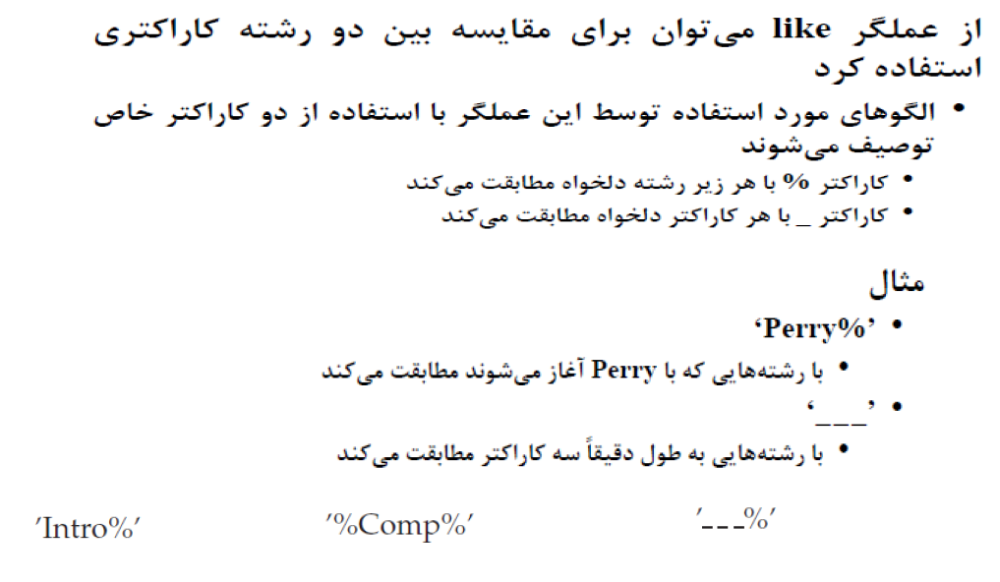 از عملگر like می‌توان برای مقایسه بین دو رشته کاراکتری
استفاده کرد
• الگوهای مورد استفاده توسط این عملگر با استفاده از دو کاراکتر خاص
توصیف می‌شوند
• کاراکتر % با هر زیر رشته دلخواه مطابقت می‌کند
• کاراکتر _ با هر کاراکتر دلخواه مطابقت می‌کند
مثال
• ‘Perry%’
• با رشته‌هایی که با Perry آغاز می‌شوند مطابقت می‌کند
• ‘_ _ _’
• با رشته‌هایی به طول دقیقاً سه کاراکتر مطابقت می‌کند
′Intro%′ ′%Comp%′ ′_ _ _%′